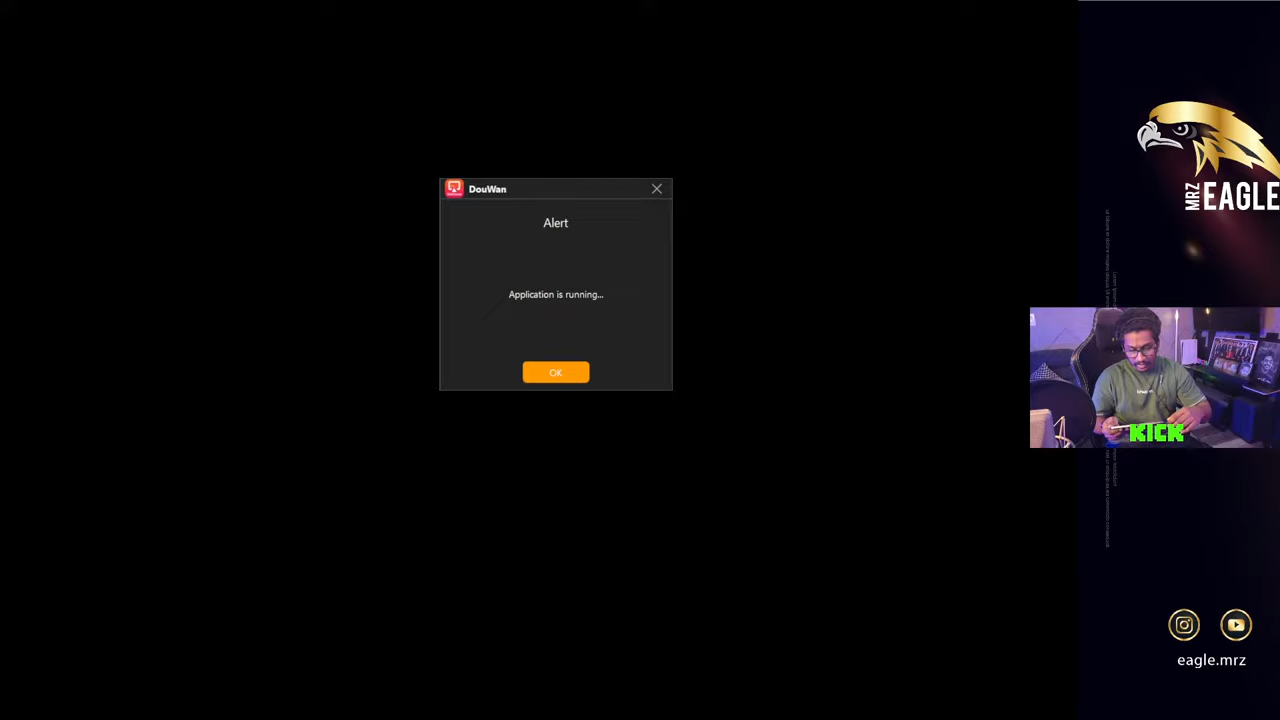 DouWan
Alert
Application is running...
OK
MRZ
EAGLE
KICK
eagle.mrz